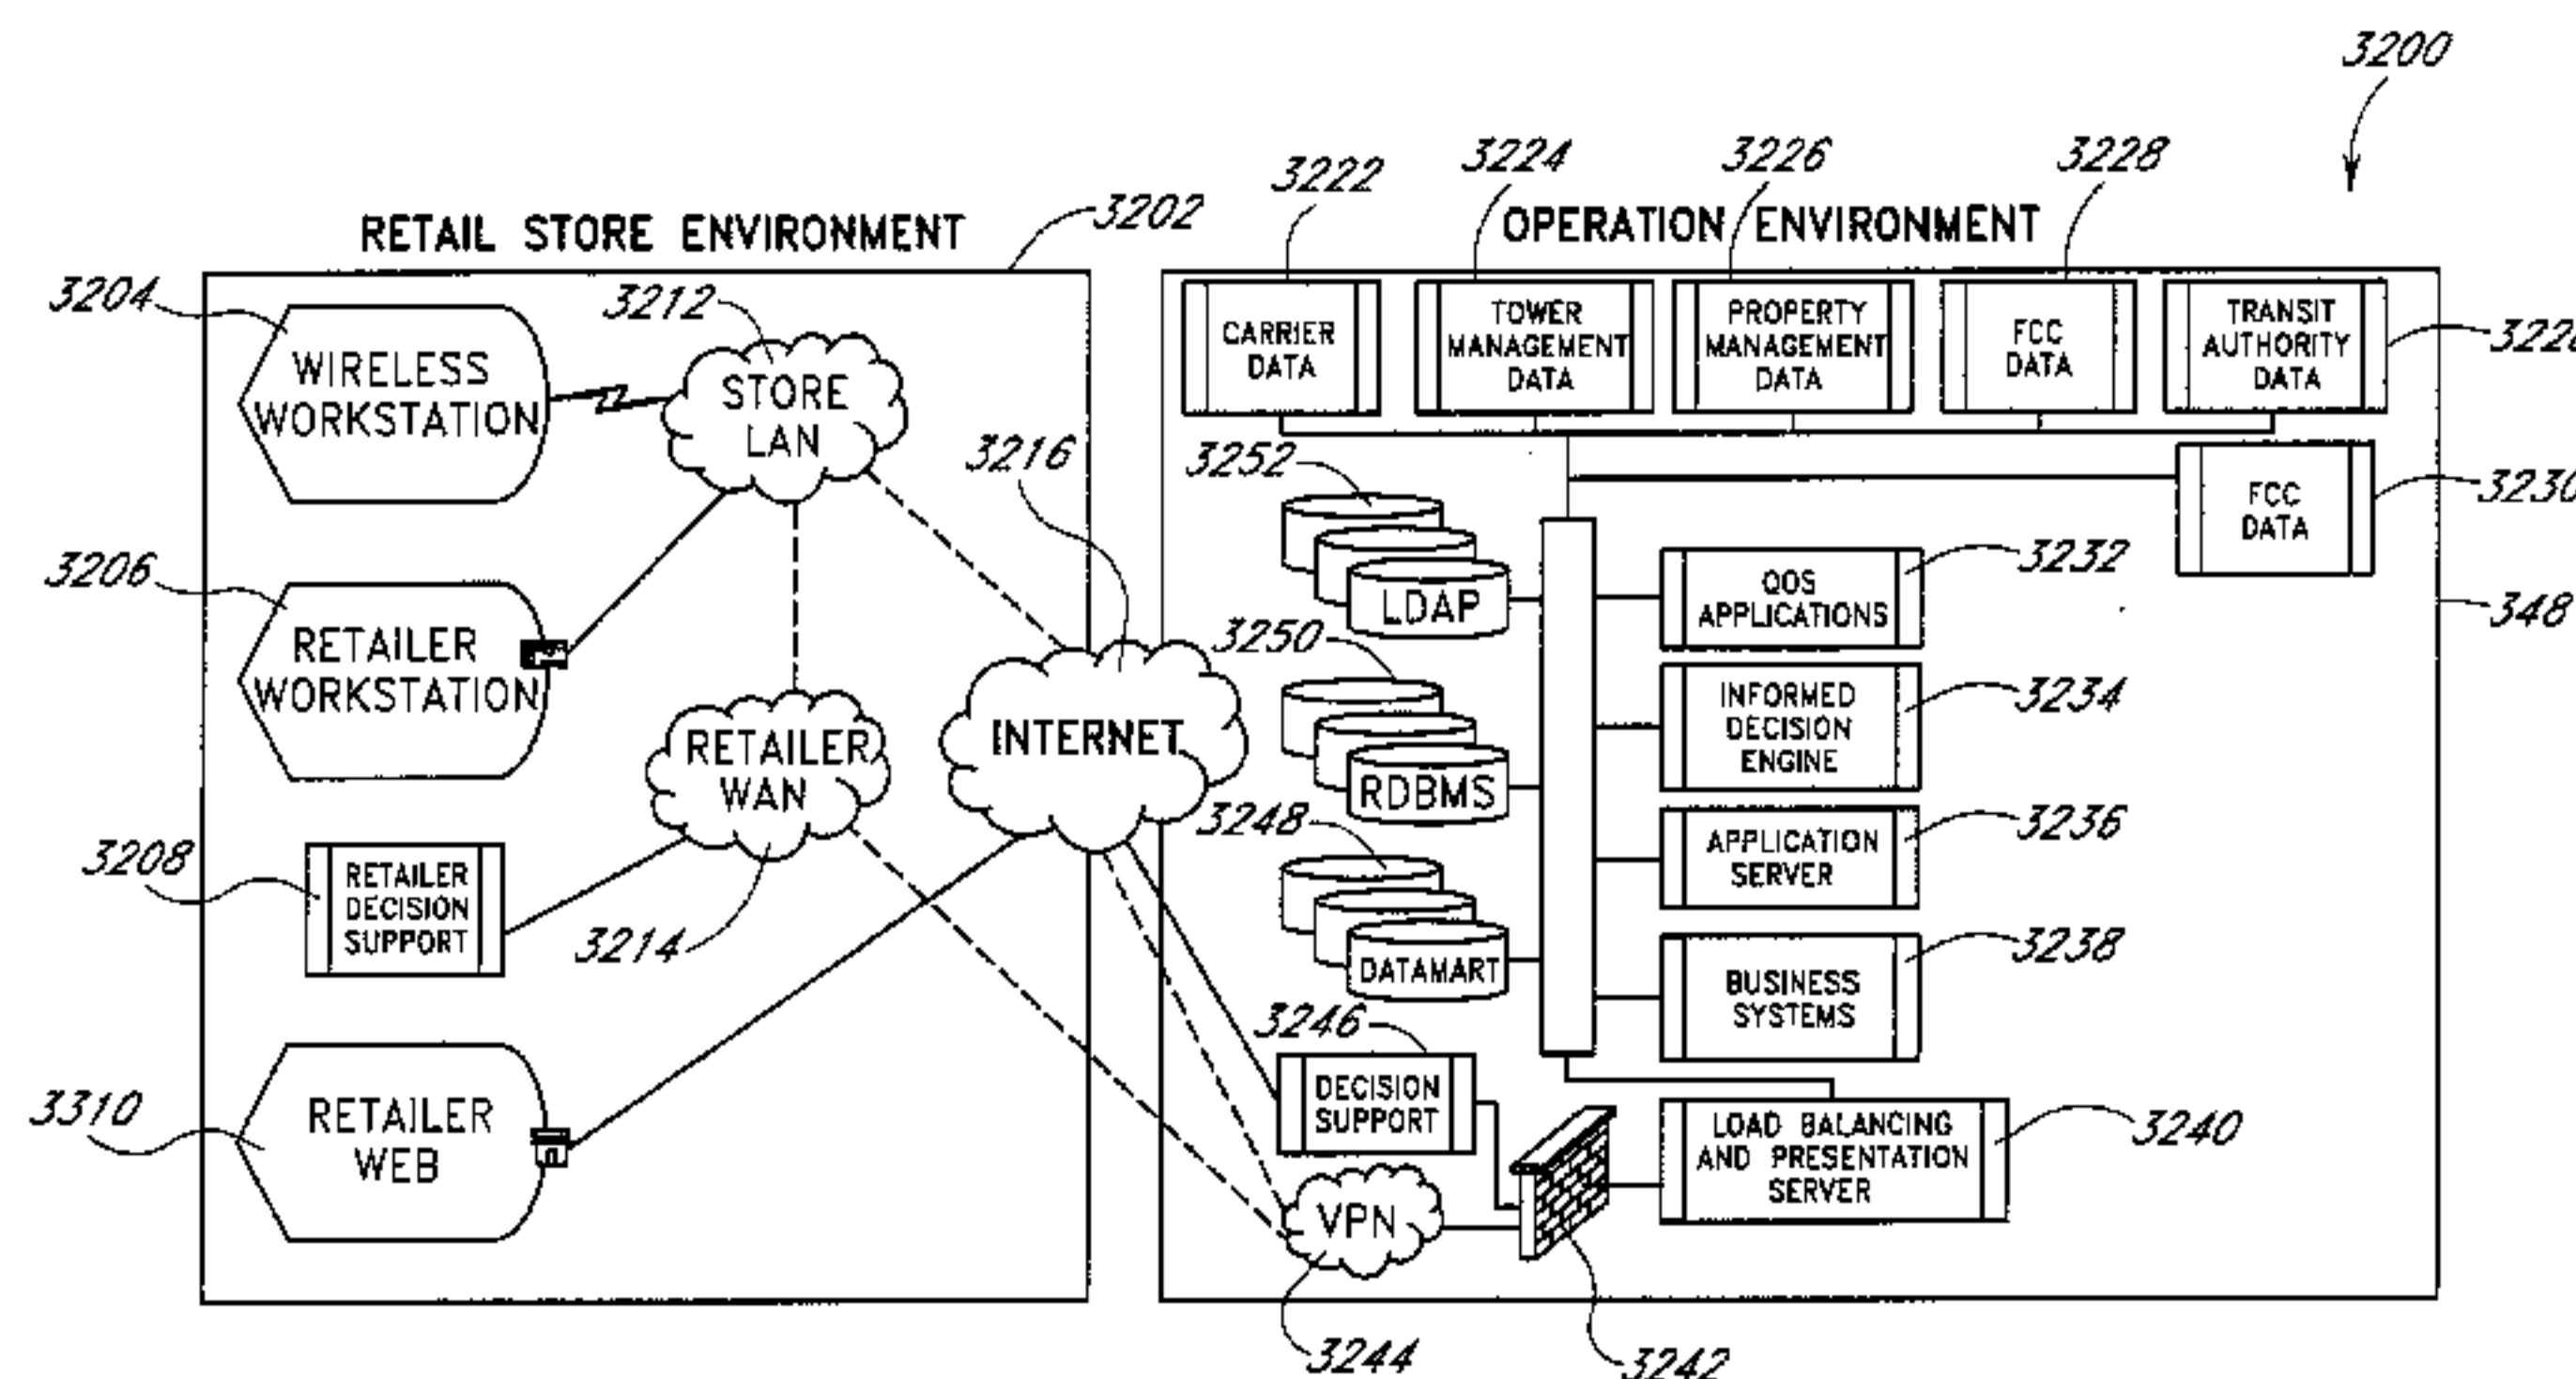 3200
3222
3224
3226
3228
RETAIL STORE ENVIRONMENT
3202
OPERATION ENVIRONMENT
3204
WIRELESS
WORKSTATION
3212
STORE
LAN
3206
RETAILER
WORKSTATION
3216
INTERNET
RETAILER
WAN
3214
3208
RETAILER
DECISION
SUPPORT
3310
RETAILER
WEB
CARRIER
DATA
TOWER
MANAGEMENT
DATA
PROPERTY
MANAGEMENT
DATA
FCC
DATA
TRANSIT
AUTHORITY
DATA
FCC
DATA
3230
348
3252
LDAP
3250
RDBMS
3248
DATAMART
QOS
APPLICATIONS
3232
INFORMED
DECISION
ENGINE
3234
APPLICATION
SERVER
3236
BUSINESS
SYSTEMS
3238
3246
DECISION
SUPPORT
LOAD BALANCING
AND PRESENTATION
SERVER
3240
VPN
3244
3242